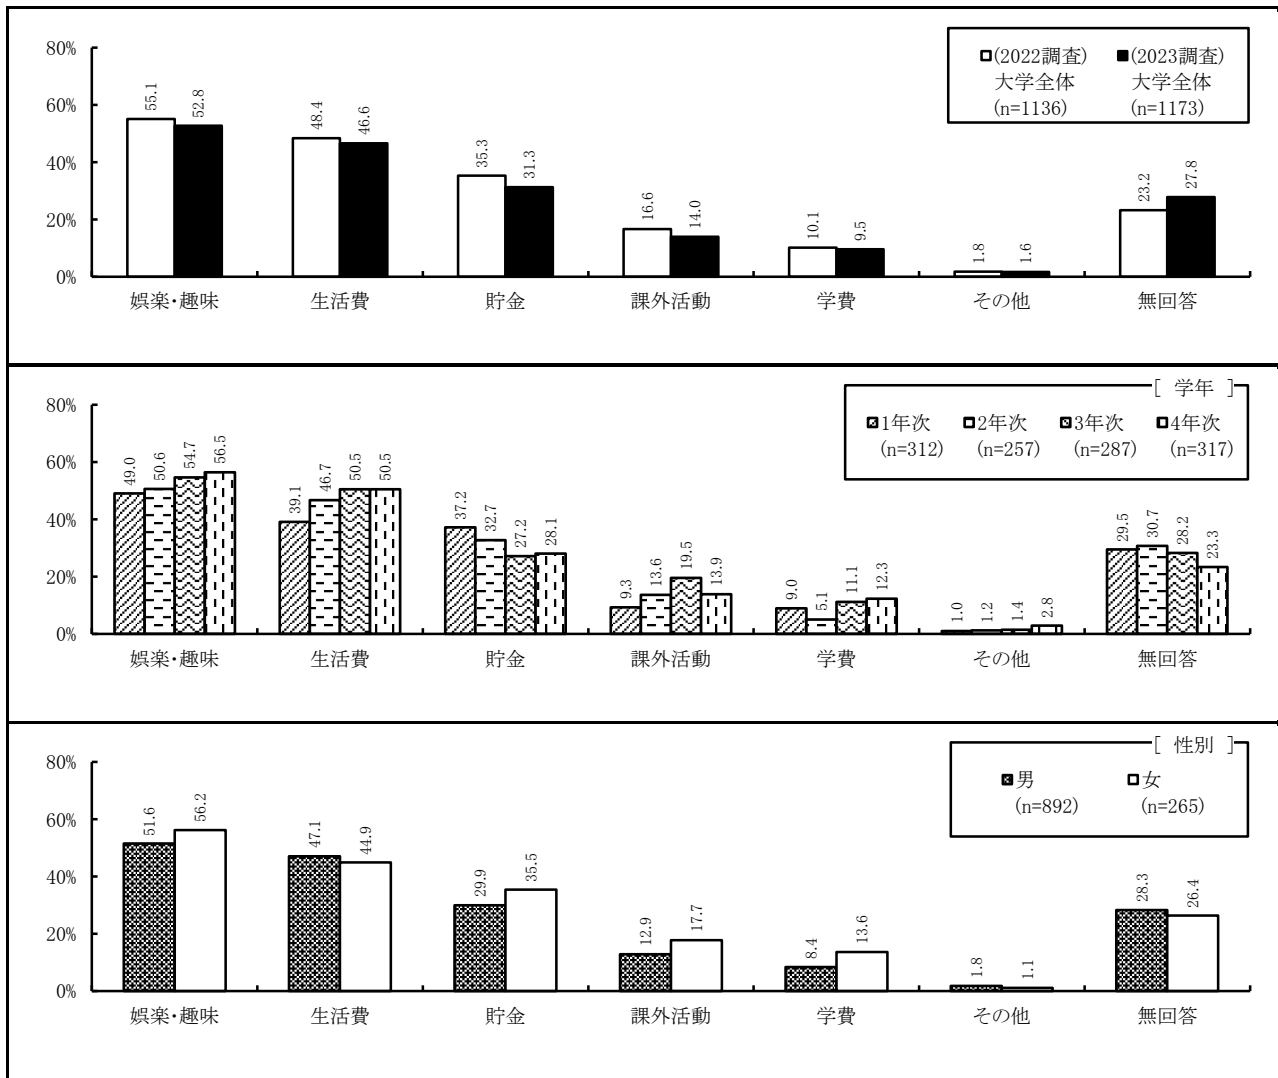 80%
60%
40%
20%
0%
□(2022調査) ■(2023調査)
大学全体 大学全体
(n=1136) (n=1173)
55.1 52.8 48.4 46.6 35.3 31.3 16.6 14.0 10.1 9.5 1.8 1.6 23.2 27.8
娯楽・趣味 生活費 貯金 課外活動 学費 その他 無回答
[ 学年 ]
1年次 2年次 3年次 4年次
(n=312) (n=257) (n=287) (n=317)
80%
60%
40%
20%
0%
49.0 50.6 54.7 56.5 39.1 46.7 50.5 50.5 37.2 32.7 27.2 28.1 9.3 13.6 19.5 13.9 9.0 5.1 11.1 12.3 1.0 1.2 1.4 2.8 29.5 30.7 28.2 23.3
娯楽・趣味 生活費 貯金 課外活動 学費 その他 無回答
[ 性別 ]
男 女
(n=892) (n=265)
80%
60%
40%
20%
0%
51.6 56.2 47.1 44.9 29.9 35.5 12.9 17.7 8.4 13.6 1.8 1.1 28.3 26.4
娯楽・趣味 生活費 貯金 課外活動 学費 その他 無回答